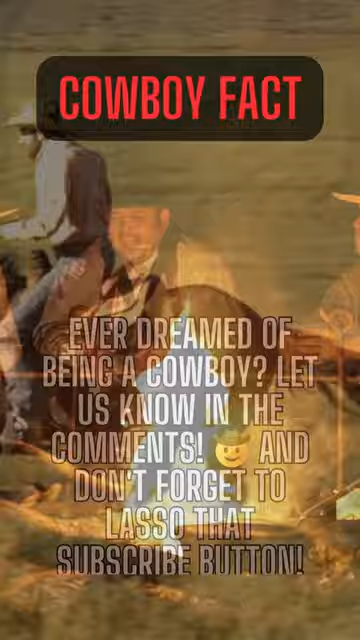 COWBOY FACT
EVER DREAMED OF
BEING A COWBOY? LET
US KNOW IN THE
COMMENTS! 🤠 AND
DON'T FORGET TO
LASSO THAT
SUBSCRIBE BUTTON!